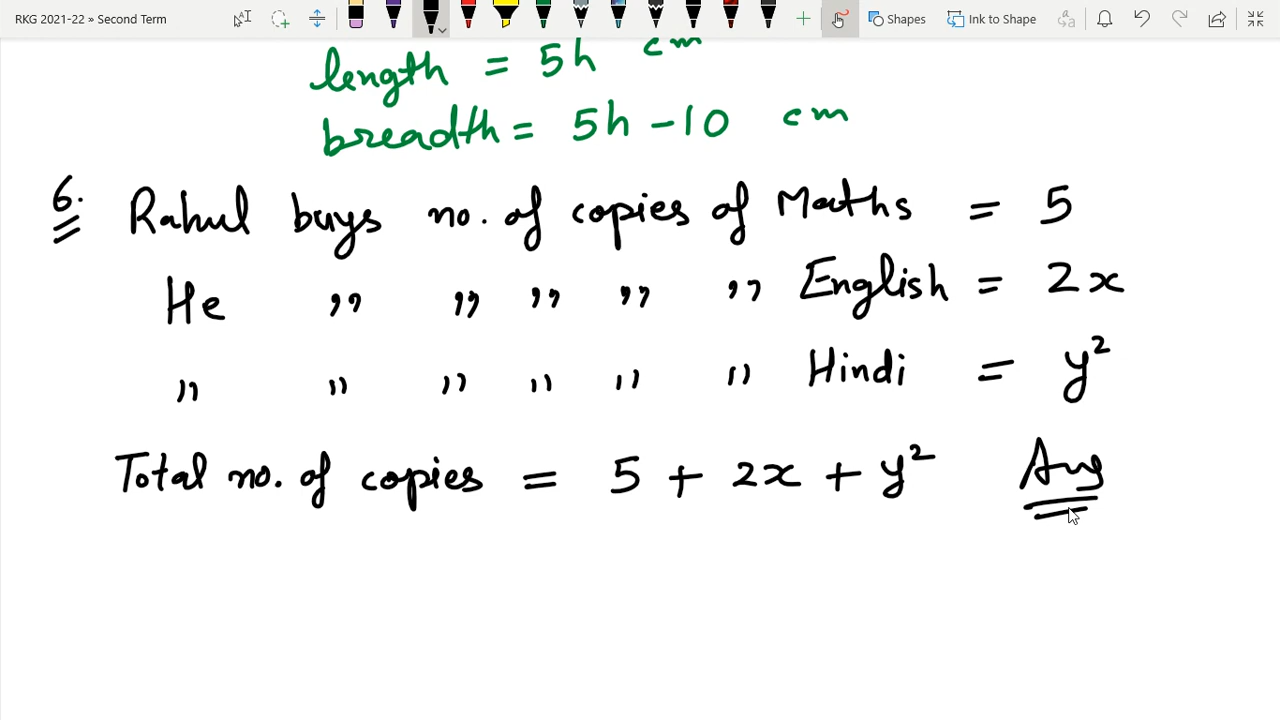 RKG 2021-22 » Second Term Shapes Ink to Shape
length = 5h cm
breadth = 5h - 10 cm
6. Rahul buys no. of copies of Maths = 5
He ,, ,, ,, ,, ,, English = 2x
,, ,, ,, ,, ,, ,, Hindi = y²
Total no. of copies = 5 + 2x + y² Ans